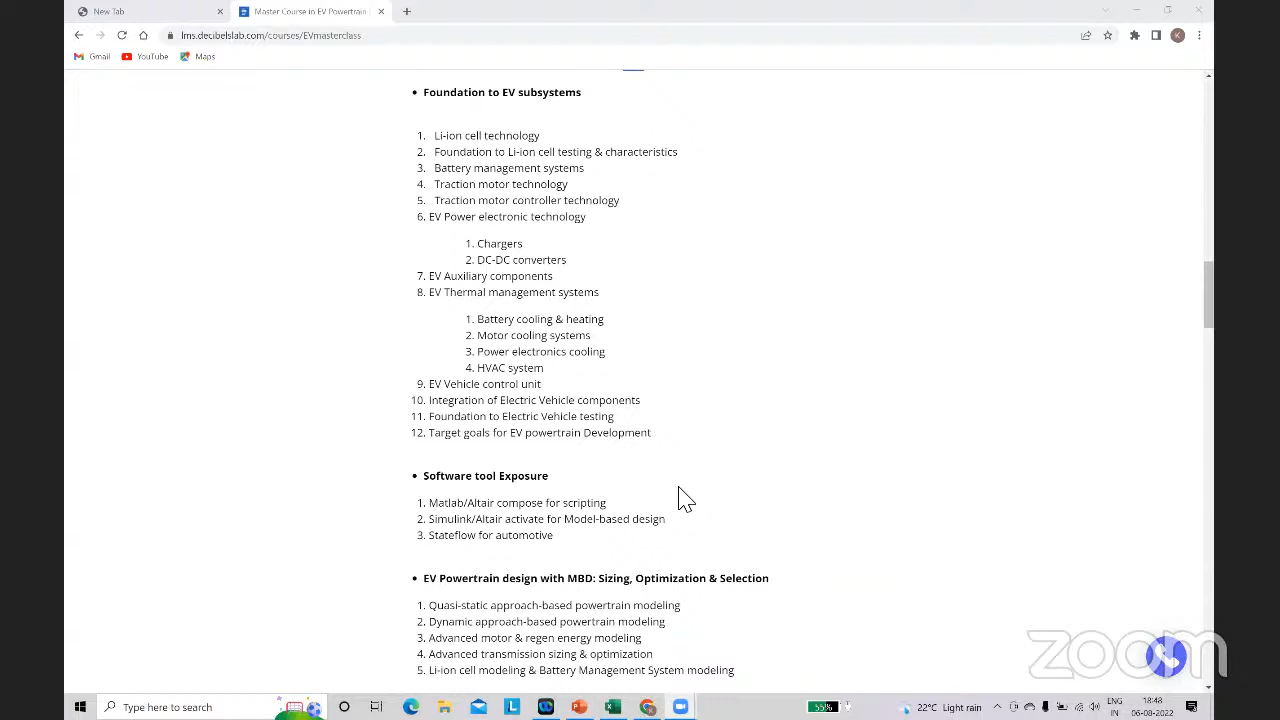 New Tab
Master Course in EV Powertrain
lms.decibelslab.com/courses/EVmasterclass
K
Gmail
YouTube
Maps
• Foundation to EV subsystems
1. Li-ion cell technology
2. Foundation to Li-ion cell testing & characteristics
3. Battery management systems
4. Traction motor technology
5. Traction motor controller technology
6. EV Power electronic technology
1. Chargers
2. DC-DC converters
7. EV Auxiliary components
8. EV Thermal management systems
1. Battery cooling & heating
2. Motor cooling systems
3. Power electronics cooling
4. HVAC system
9. EV Vehicle control unit
10. Integration of Electric Vehicle components
11. Foundation to Electric Vehicle testing
12. Target goals for EV powertrain Development
• Software tool Exposure
1. Matlab/Altair compose for scripting
2. Simulink/Altair activate for Model-based design
3. Stateflow for automotive
• EV Powertrain design with MBD: Sizing, Optimization & Selection
1. Quasi-static approach-based powertrain modeling
2. Dynamic approach-based powertrain modeling
3. Advanced motor & regen energy modeling
4. Advanced transmission sizing & optimization
5. Li-ion cell modeling & Battery Management System modeling
zoom
Type here to search
L
55%
22°C Light rain
ENG
IN
18:48
06-08-2022